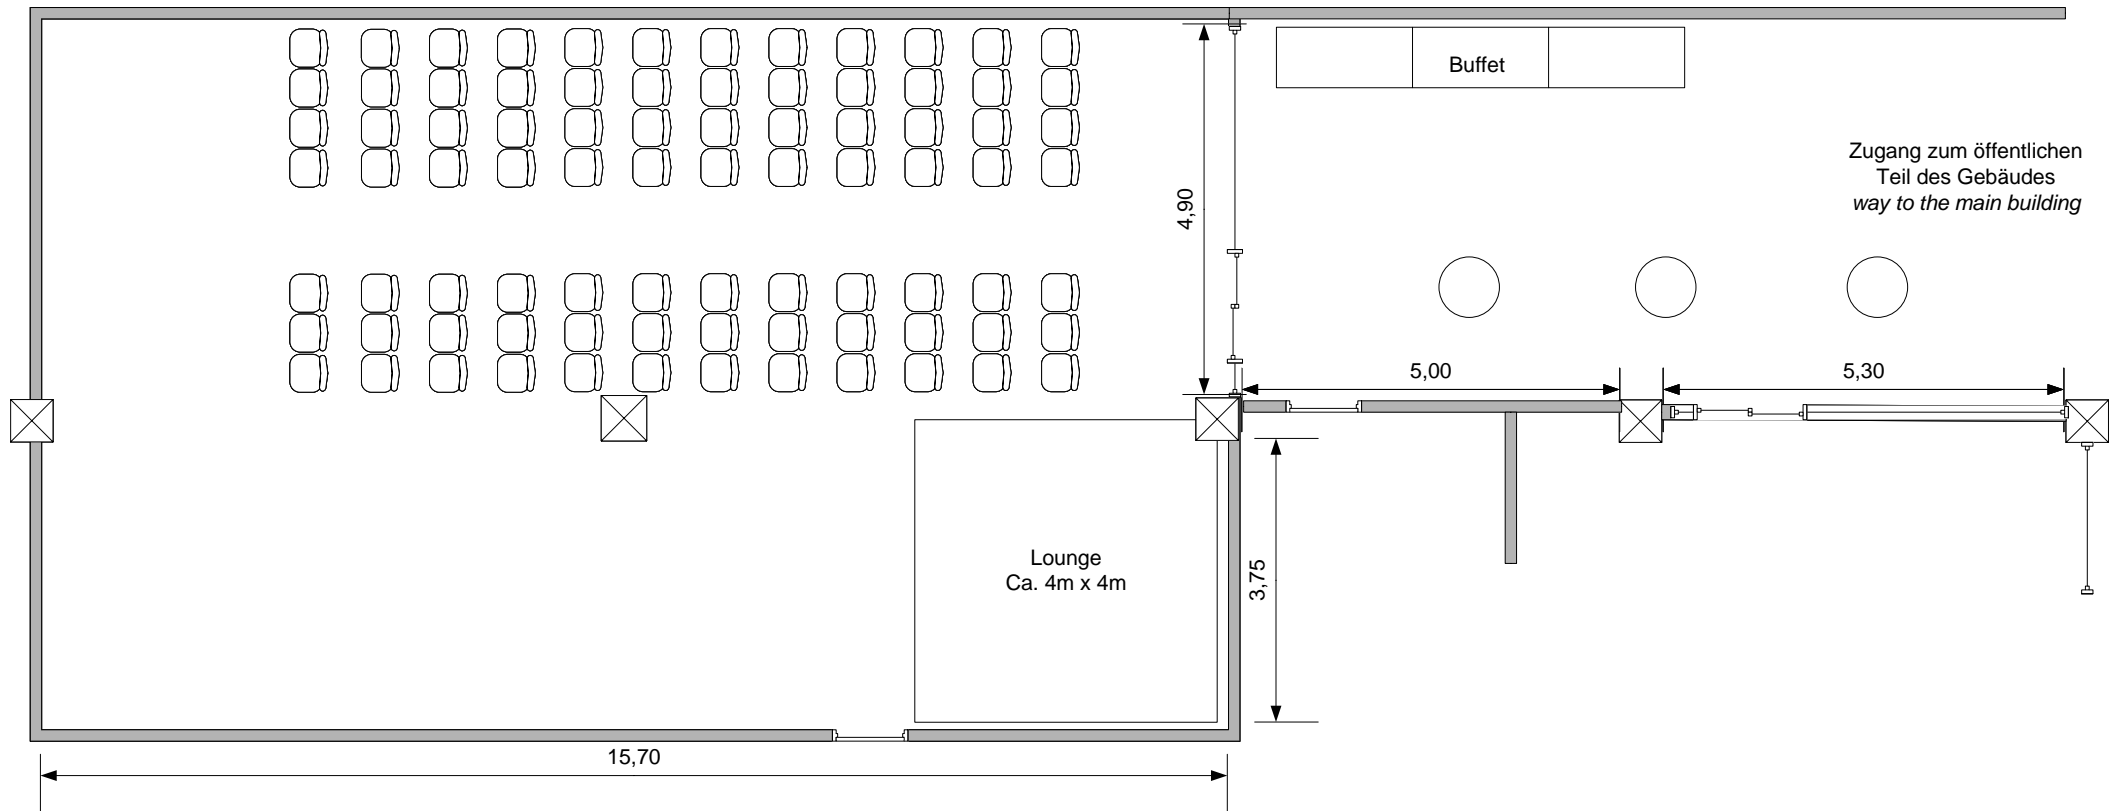 Buffet
Zugang zum öffentlichen
Teil des Gebäudes
way to the main building
4,90
5,00
5,30
Lounge
Ca. 4m x 4m
3,75
15,70